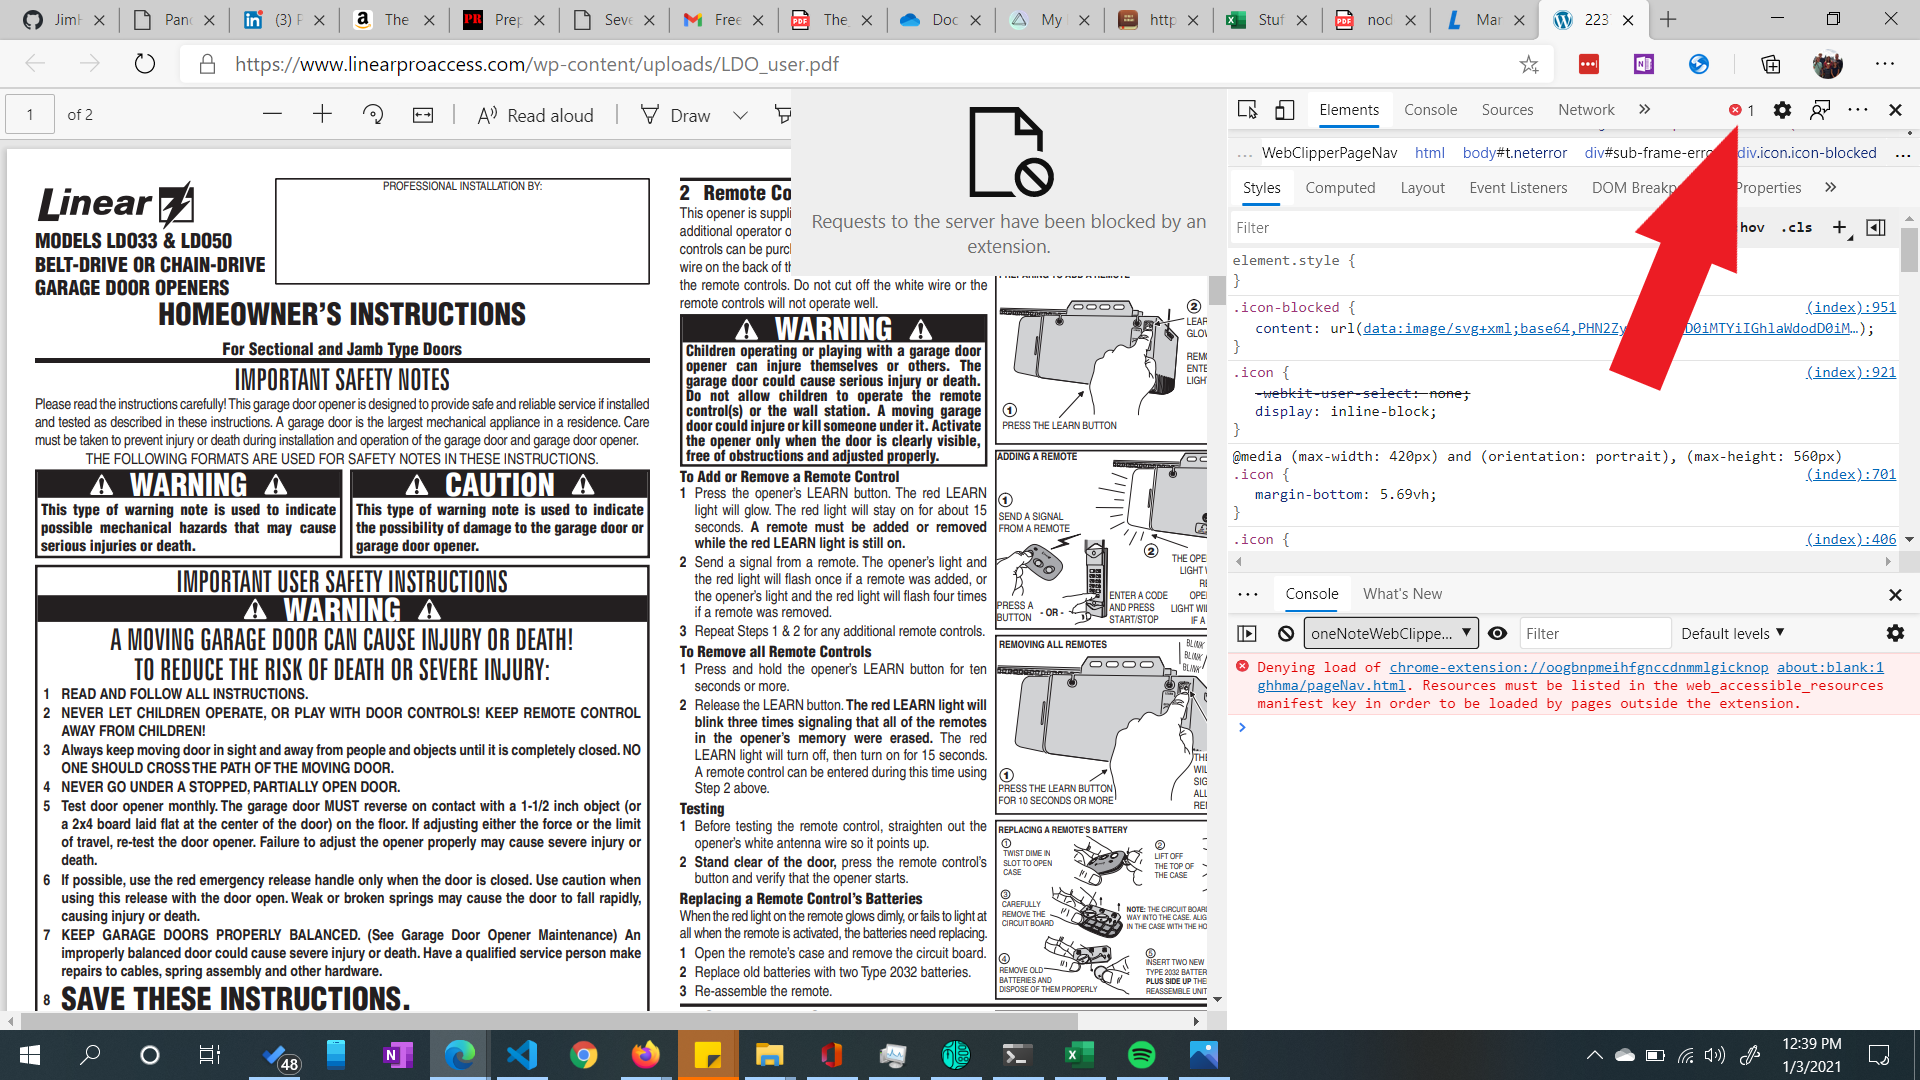 JimH
Panc
(3) F
The
Prep
Seve
Free
The_
Doc
My
http
Stuf
nod
Mar
223
https://www.linearproaccess.com/wp-content/uploads/LDO_user.pdf
1 of 2
Read aloud
Draw
Linear
PROFESSIONAL INSTALLATION BY:
MODELS LDO33 & LDO50
BELT-DRIVE OR CHAIN-DRIVE
GARAGE DOOR OPENERS
HOMEOWNER'S INSTRUCTIONS
For Sectional and Jamb Type Doors
IMPORTANT SAFETY NOTES
Please read the instructions carefully! This garage door opener is designed to provide safe and reliable service if installed
and tested as described in these instructions. A garage door is the largest mechanical appliance in a residence. Care
must be taken to prevent injury or death during installation and operation of the garage door and garage door opener.
THE FOLLOWING FORMATS ARE USED FOR SAFETY NOTES IN THESE INSTRUCTIONS.
WARNING
This type of warning note is used to indicate
possible mechanical hazards that may cause
serious injuries or death.
CAUTION
This type of warning note is used to indicate
the possibility of damage to the garage door or
garage door opener.
IMPORTANT USER SAFETY INSTRUCTIONS
WARNING
A MOVING GARAGE DOOR CAN CAUSE INJURY OR DEATH!
TO REDUCE THE RISK OF DEATH OR SEVERE INJURY:
1 READ AND FOLLOW ALL INSTRUCTIONS.
2 NEVER LET CHILDREN OPERATE, OR PLAY WITH DOOR CONTROLS! KEEP REMOTE CONTROL
AWAY FROM CHILDREN!
3 Always keep moving door in sight and away from people and objects until it is completely closed. NO
ONE SHOULD CROSS THE PATH OF THE MOVING DOOR.
4 NEVER GO UNDER A STOPPED, PARTIALLY OPEN DOOR.
5 Test door opener monthly. The garage door MUST reverse on contact with a 1-1/2 inch object (or
a 2x4 board laid flat at the center of the door) on the floor. If adjusting either the force or the limit
of travel, re-test the door opener. Failure to adjust the opener properly may cause severe injury or
death.
6 If possible, use the red emergency release handle only when the door is closed. Use caution when
using this release with the door open. Weak or broken springs may cause the door to fall rapidly,
causing injury or death.
7 KEEP GARAGE DOORS PROPERLY BALANCED. (See Garage Door Opener Maintenance) An
improperly balanced door could cause severe injury or death. Have a qualified service person make
repairs to cables, spring assembly and other hardware.
8 SAVE THESE INSTRUCTIONS.
2 Remote Co
This opener is suppli
additional operator o
controls can be purch
wire on the back of th
the remote controls. Do not cut off the white wire or the
remote controls will not operate well.
WARNING
Children operating or playing with a garage door
opener can injure themselves or others. The
garage door could cause serious injury or death.
Do not allow children to operate the remote
control(s) or the wall station. A moving garage
door could injure or kill someone under it. Activate
the opener only when the door is clearly visible,
free of obstructions and adjusted properly.
To Add or Remove a Remote Control
1 Press the opener's LEARN button. The red LEARN
light will glow. The red light will stay on for about 15
seconds. A remote must be added or removed
while the red LEARN light is still on.
2 Send a signal from a remote. The opener's light and
the red light will flash once if a remote was added, or
the opener's light and the red light will flash four times
if a remote was removed.
3 Repeat Steps 1 & 2 for any additional remote controls.
To Remove all Remote Controls
1 Press and hold the opener's LEARN button for ten
seconds or more.
2 Release the LEARN button. The red LEARN light will
blink three times signaling that all of the remotes
in the opener's memory were erased. The red
LEARN light will turn off, then turn on for 15 seconds.
A remote control can be entered during this time using
Step 2 above.
Testing
1 Before testing the remote control, straighten out the
opener's white antenna wire so it points up.
2 Stand clear of the door, press the remote control's
button and verify that the opener starts.
Replacing a Remote Control's Batteries
When the red light on the remote glows dimly, or fails to light at
all when the remote is activated, the batteries need replacing.
1 Open the remote's case and remove the circuit board.
2 Replace old batteries with two Type 2032 batteries.
3 Re-assemble the remote.
Requests to the server have been blocked by an
extension.
PREPARING TO ADD A REMOTE
2
LEAR
GLOW
REMO
ENTE
LIGHT
1
PRESS THE LEARN BUTTON
ADDING A REMOTE
1
SEND A SIGNAL
FROM A REMOTE
2
THE OPE
LIGHT W
RE
OPE
LIGHT WIL
IF A
PRESS A
BUTTON
- OR -
ENTER A CODE
AND PRESS
START/STOP
REMOVING ALL REMOTES
BLINK
BLINK
BLINK
1
PRESS THE LEARN BUTTON
FOR 10 SECONDS OR MORE
THE
WIL
SIG
ALL
REM
REPLACING A REMOTE'S BATTERY
1
TWIST DIME IN
SLOT TO OPEN
CASE
2
LIFT OFF
THE TOP OF
THE CASE
3
CAREFULLY
REMOVE THE
CIRCUIT BOARD
NOTE: THE CIRCUIT BOARD
WAY INTO THE CASE. ALIG
IN THE CASE WITH THE HO
4
REMOVE OLD
BATTERIES AND
DISPOSE OF THEM PROPERLY
5
INSERT TWO NEW
TYPE 2032 BATTER
PLUS SIDE UP THE
REASSEMBLE UNIT
Elements Console Sources Network
1
... WebClipperPageNav html body#t.neterror div#sub-frame-erro div.icon.icon-blocked ...
Styles Computed Layout Event Listeners DOM Breakp Properties
Filter
hov .cls
element.style {
}
.icon-blocked { (index):951
content: url(data:image/svg+xml;base64,PHN2Zy D0iMTYiIGhlaWdodD0iM…);
}
.icon { (index):921
-webkit-user-select: none;
display: inline-block;
}
@media (max-width: 420px) and (orientation: portrait), (max-height: 560px)
.icon { (index):701
margin-bottom: 5.69vh;
}
.icon { (index):406
Console What's New
oneNoteWebClippe...
Filter
Default levels
Denying load of chrome-extension://oogbnpmeihfgnccdnmmlgicknop about:blank:1
ghhma/pageNav.html. Resources must be listed in the web_accessible_resources
manifest key in order to be loaded by pages outside the extension.
48
12:39 PM
1/3/2021